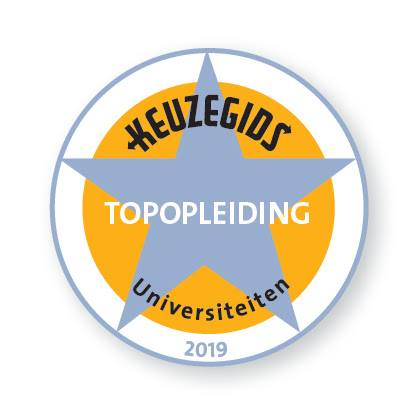 KEUZEGIDS
TOPOPLEIDING
Universiteiten
2019